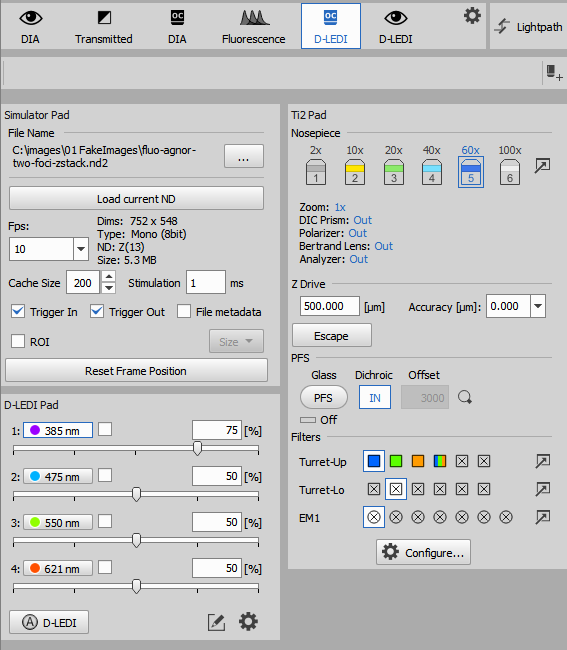 DIA
Transmitted
OC
DIA
Fluorescence
OC
D-LEDI
D-LEDI
Lightpath
Simulator Pad
File Name
C:\images\01 FakeImages\fluo-agnor-
two-foci-zstack.nd2
...
Load current ND
Fps:
10
Dims: 752 x 548
Type: Mono (8bit)
ND: Z(13)
Size: 5.3 MB
Cache Size 200 Stimulation 1 ms
Trigger In Trigger Out File metadata
ROI Size
Reset Frame Position
D-LEDI Pad
1: 385 nm 75 [%]
2: 475 nm 50 [%]
3: 550 nm 50 [%]
4: 621 nm 50 [%]
A D-LEDI
Ti2 Pad
Nosepiece
2x 10x 20x 40x 60x 100x
1 2 3 4 5 6
Zoom: 1x
DIC Prism: Out
Polarizer: Out
Bertrand Lens: Out
Analyzer: Out
Z Drive
500.000 [µm] Accuracy [µm]: 0.000
Escape
PFS
Glass Dichroic Offset
PFS IN 3000
Off
Filters
Turret-Up
Turret-Lo
EM1
Configure...